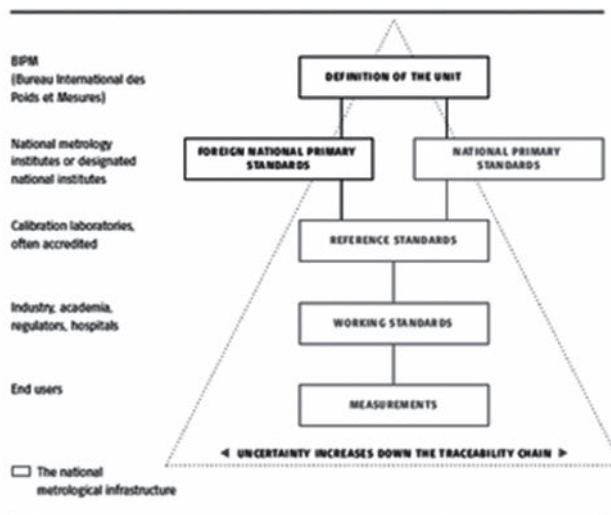 BIPM
(Bureau International des
Poids et Mesures)
DEFINITION OF THE UNIT
National metrology
institutes or designated
national institutes
FOREIGN NATIONAL PRIMARY
STANDARDS
NATIONAL PRIMARY
STANDARDS
Calibration laboratories,
often accredited
REFERENCE STANDARDS
Industry, academia,
regulators, hospitals
WORKING STANDARDS
End users
MEASUREMENTS
◄ UNCERTAINTY INCREASES DOWN THE TRACEABILITY CHAIN ►
The national
metrological infrastructure